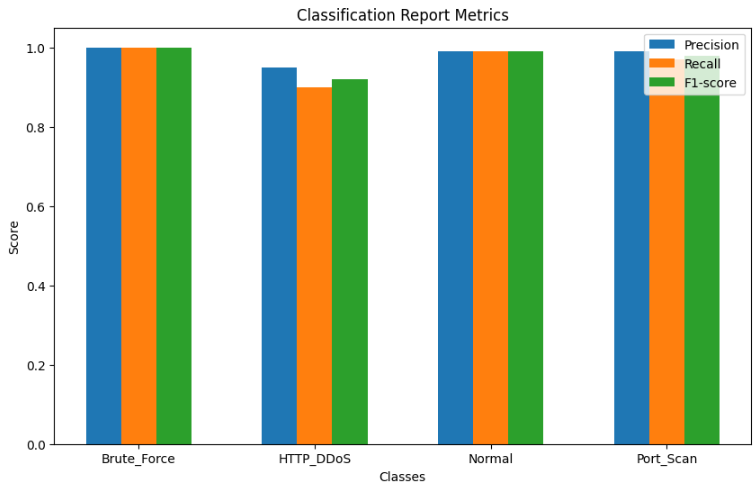 Classification Report Metrics
Precision
Recall
F1-score
1.0
0.8
0.6
0.4
0.2
0.0
Score
Brute_Force
HTTP_DDoS
Normal
Port_Scan
Classes